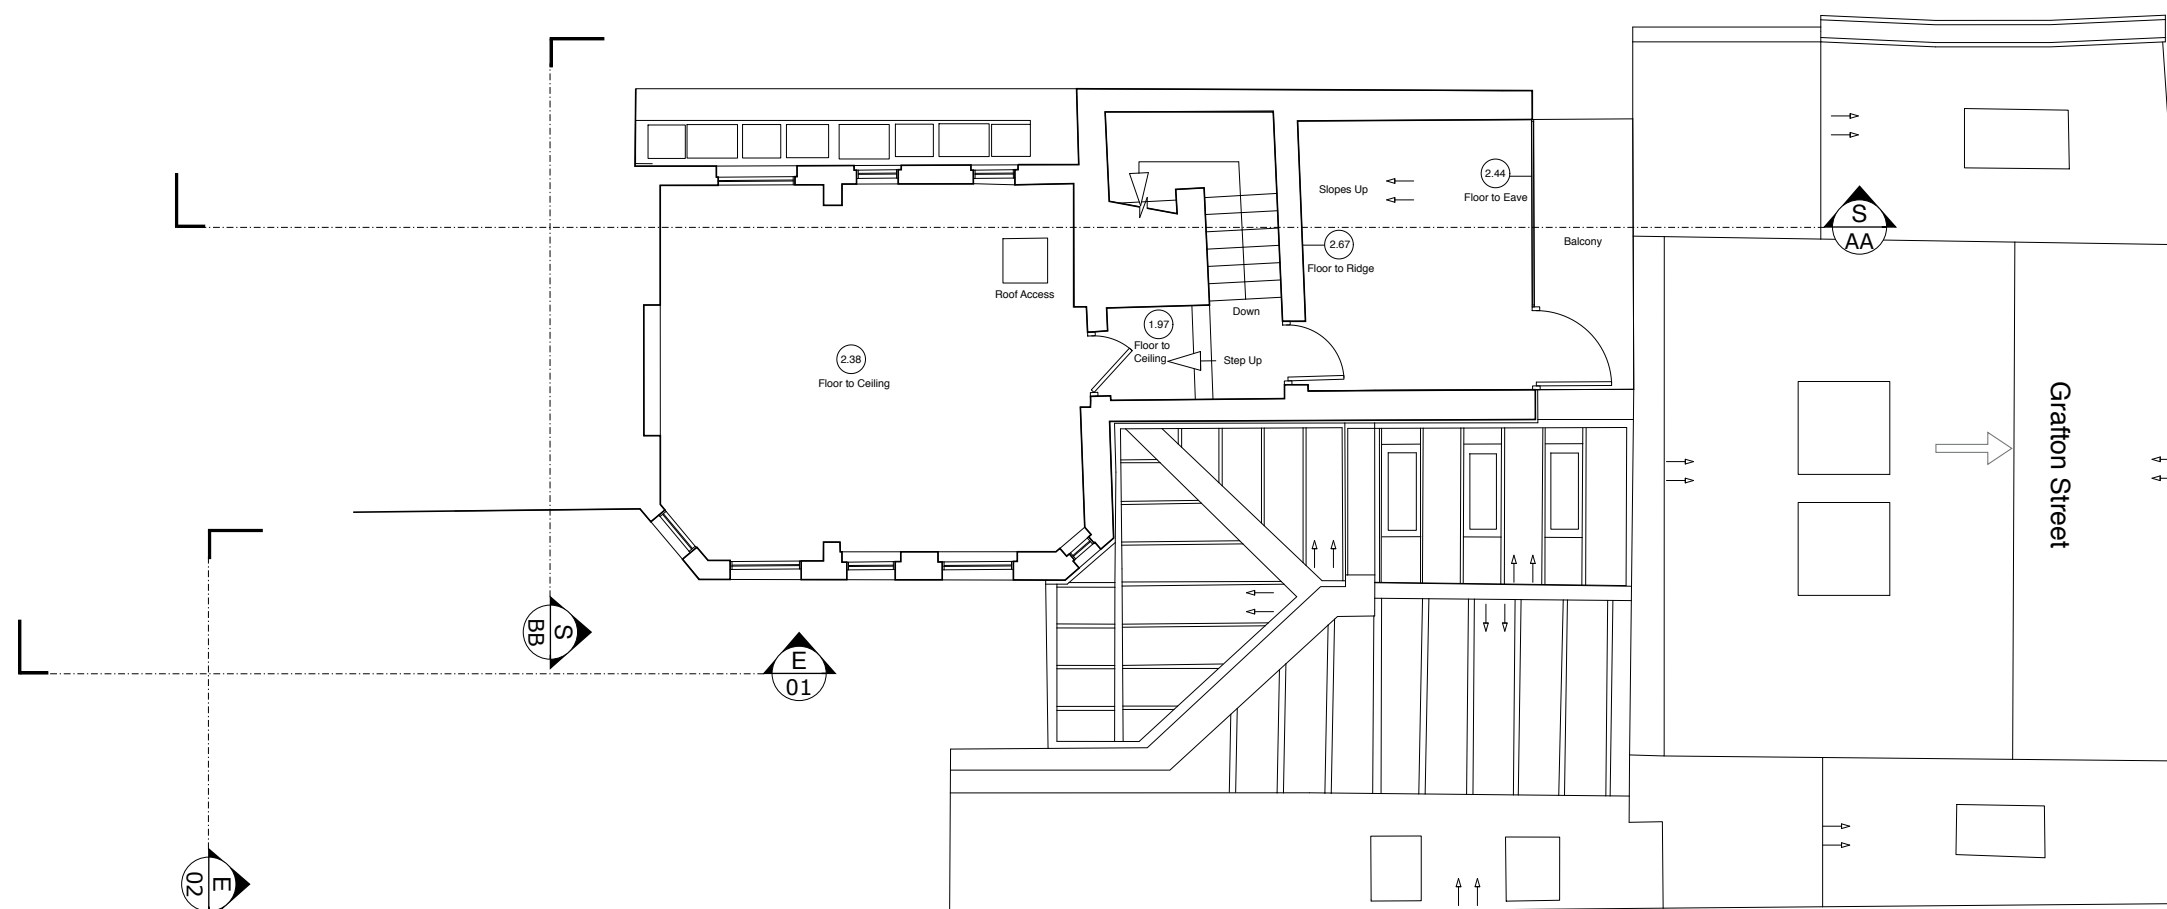 2.44
Floor to Eave
Slopes Up
S
AA
2.67
Floor to Ridge
Balcony
Roof Access
Down
1.97
Floor to
Ceiling
Step Up
2.38
Floor to Ceiling
Grafton Street
S
BB
E
01
E
02